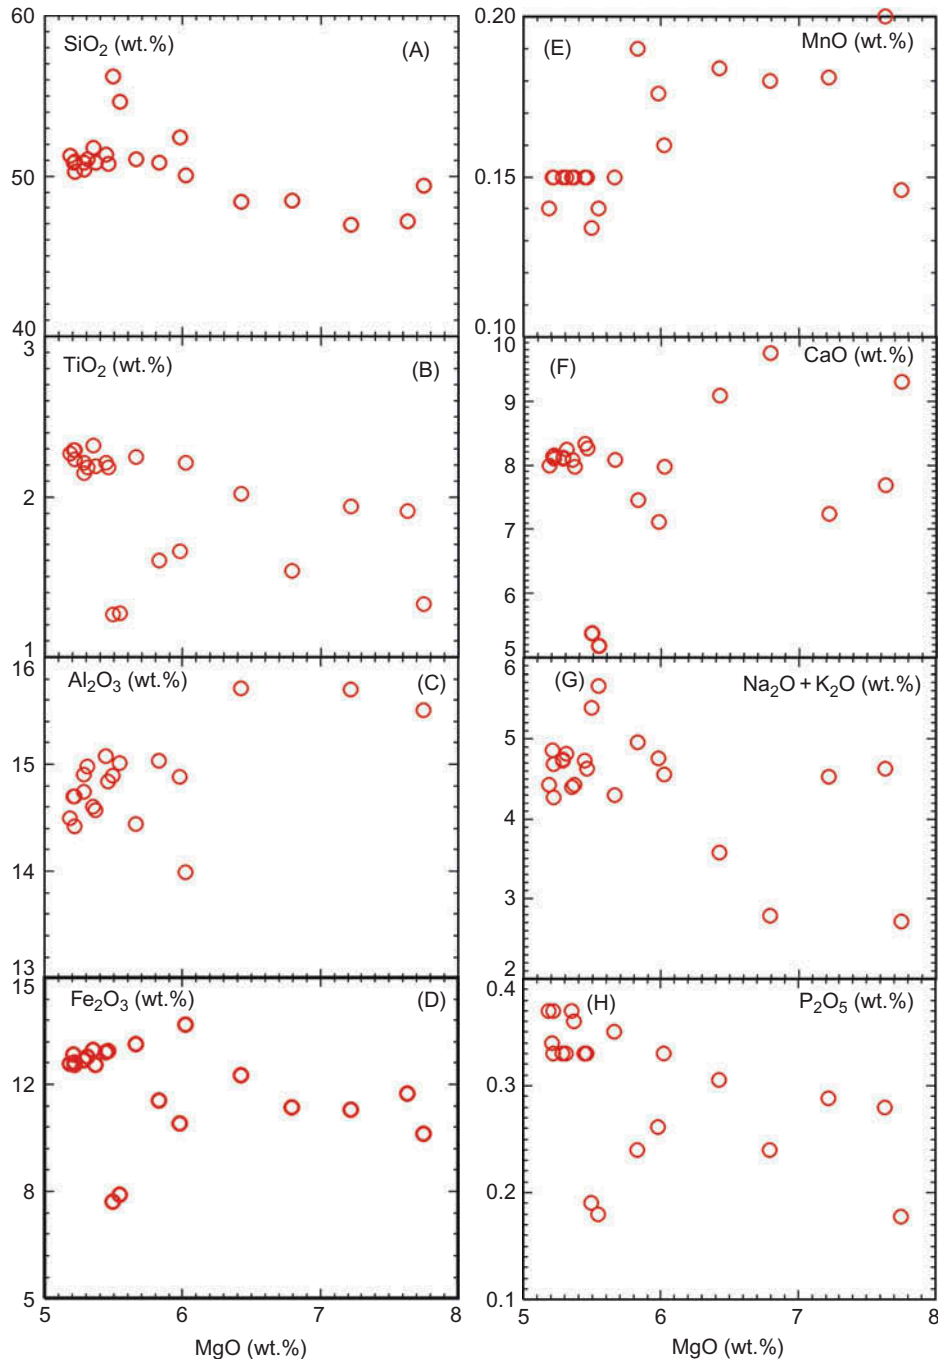 60
SiO₂ (wt.%)
(A)
50
40
3
TiO₂ (wt.%)
(B)
2
1
16
Al₂O₃ (wt.%)
(C)
15
14
13
15
Fe₂O₃ (wt.%)
(D)
12
8
5
5
6
7
8
MgO (wt.%)
0.20
(E)
MnO (wt.%)
0.15
0.10
10
(F)
CaO (wt.%)
9
8
7
6
5
6
(G)
Na₂O + K₂O (wt.%)
5
4
3
2
0.4
(H)
P₂O₅ (wt.%)
0.3
0.2
0.1
5
6
7
8
MgO (wt.%)